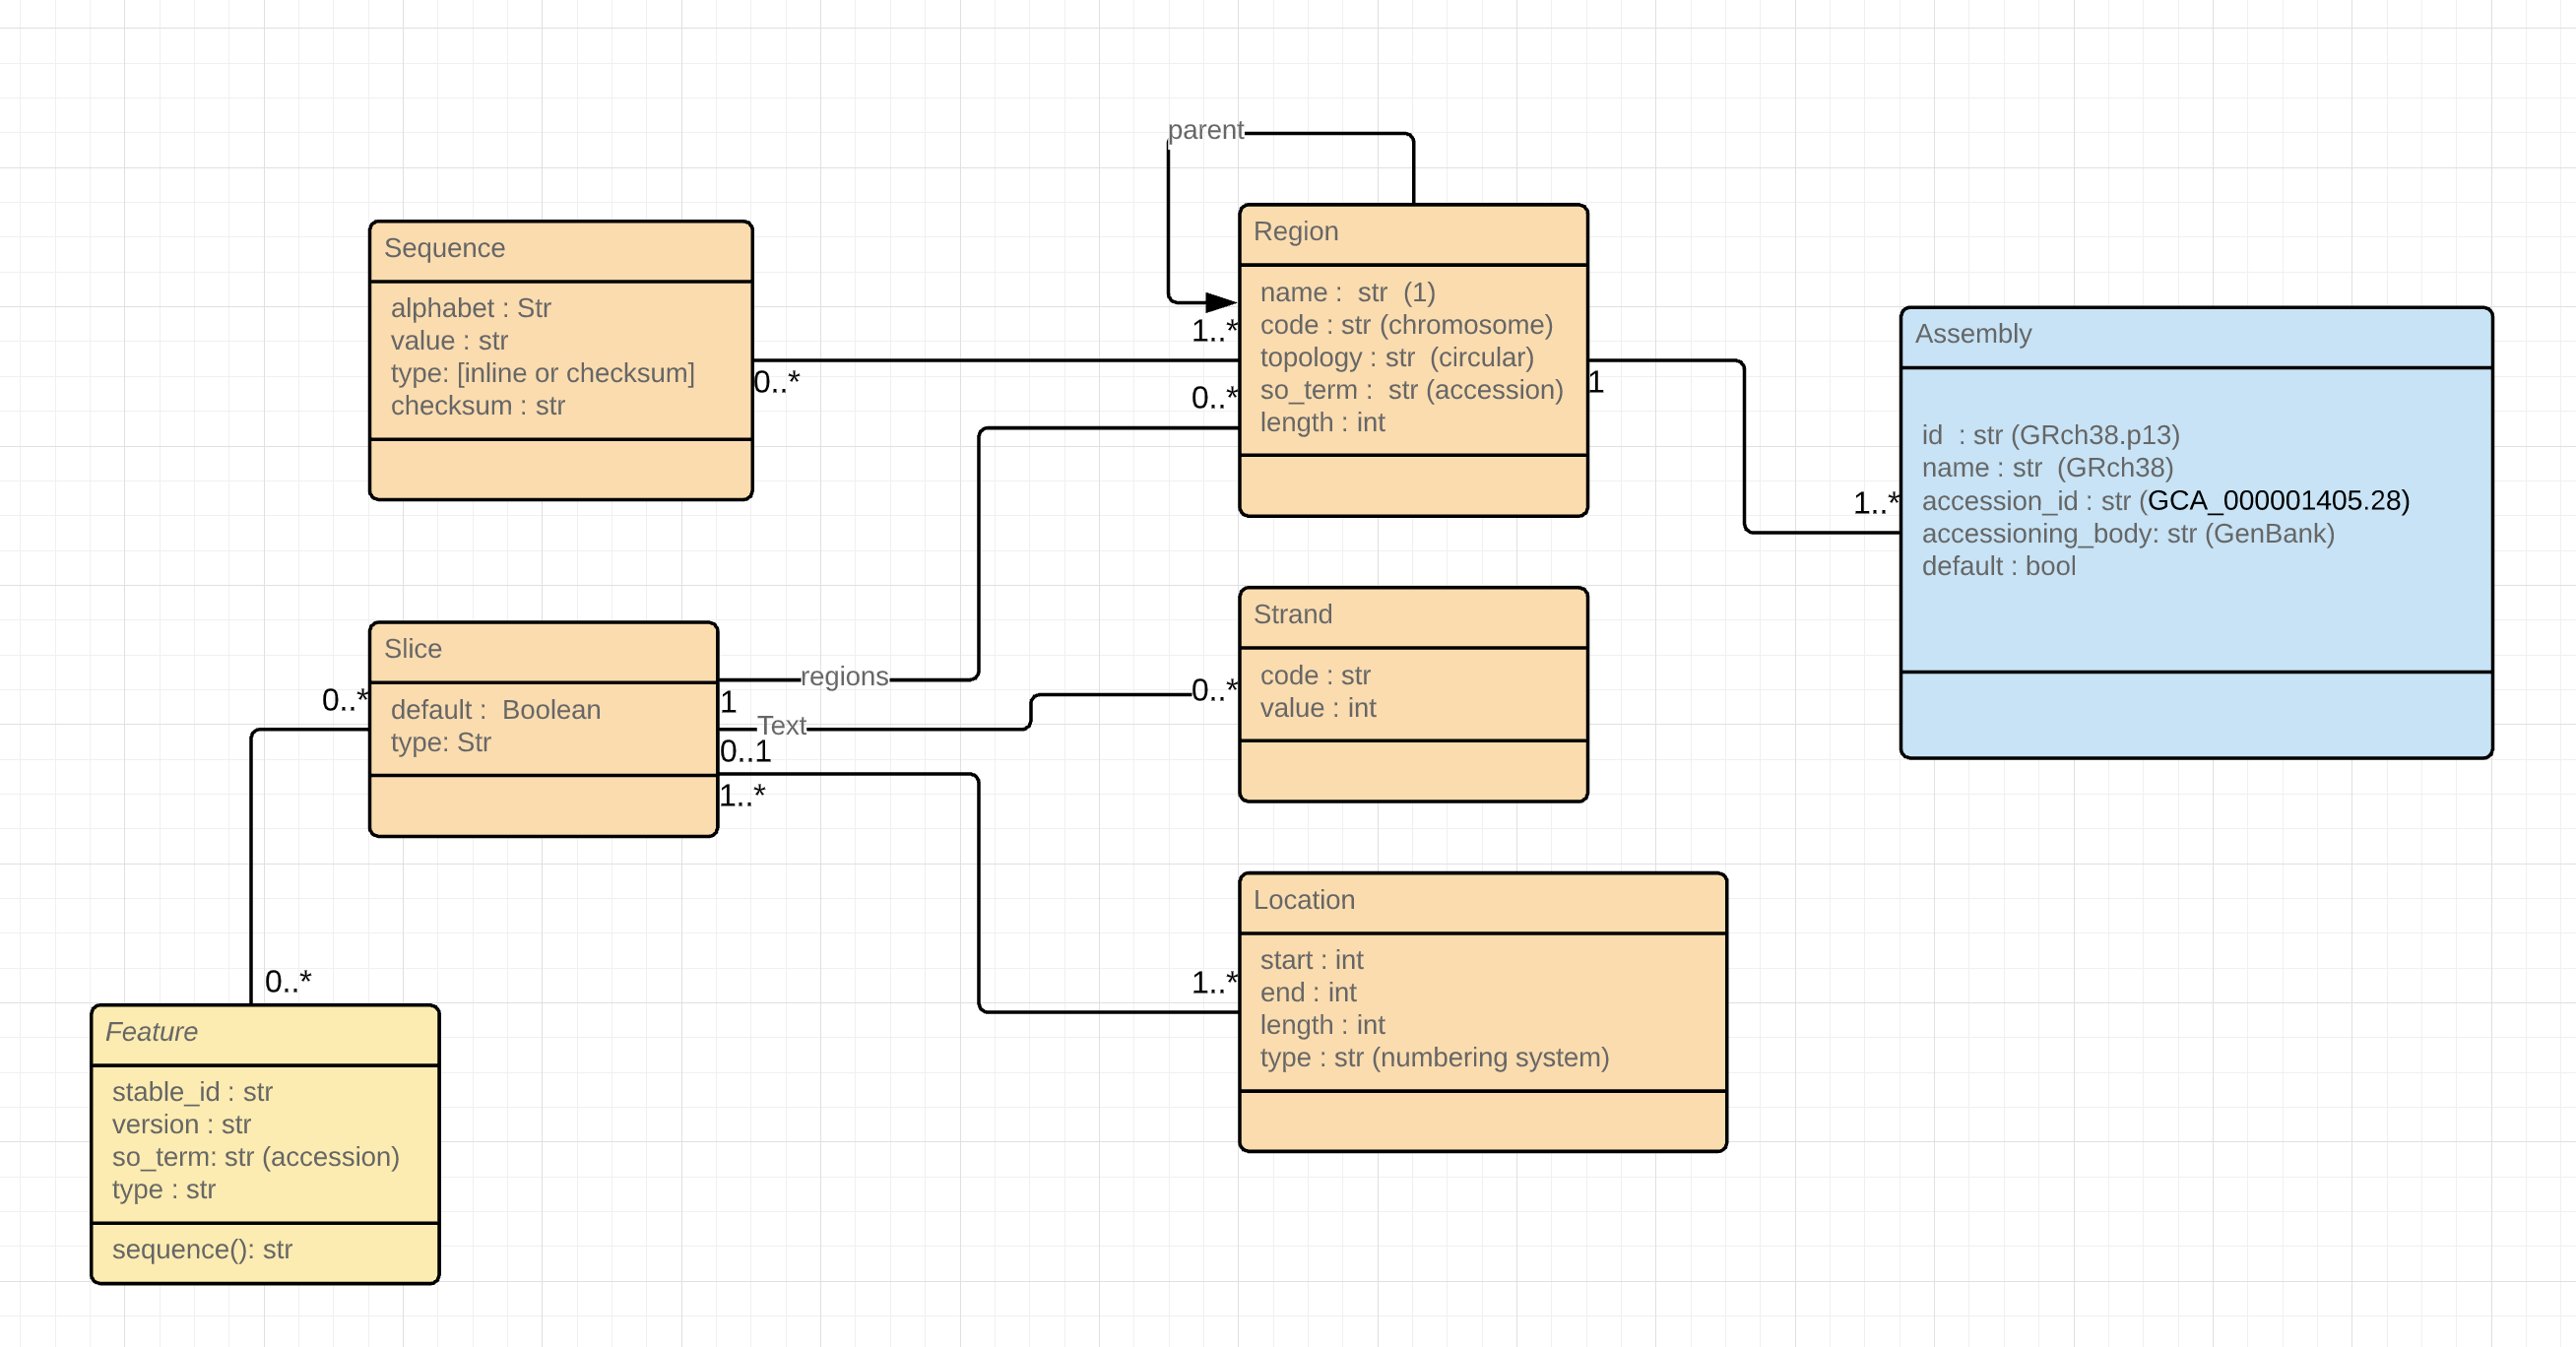 parent
Region
name :  str  (1)
code : str (chromosome)
topology : str  (circular)
so_term :  str (accession)
length : int
1..*
0..*
1
Sequence
alphabet : Str
value : str
type: [inline or checksum]
checksum : str
0..*
Assembly
id  : str (GRch38.p13)
name : str  (GRch38)
accession_id : str (GCA_000001405.28)
accessioning_body: str (GenBank)
default : bool
1..*
Slice
default :  Boolean
type: Str
0..*
regions
1
Text
0..1
1..*
Strand
code : str
value : int
0..*
Location
start : int
end : int
length : int
type : str (numbering system)
1..*
0..*
Feature
stable_id : str
version : str
so_term: str (accession)
type : str
sequence(): str